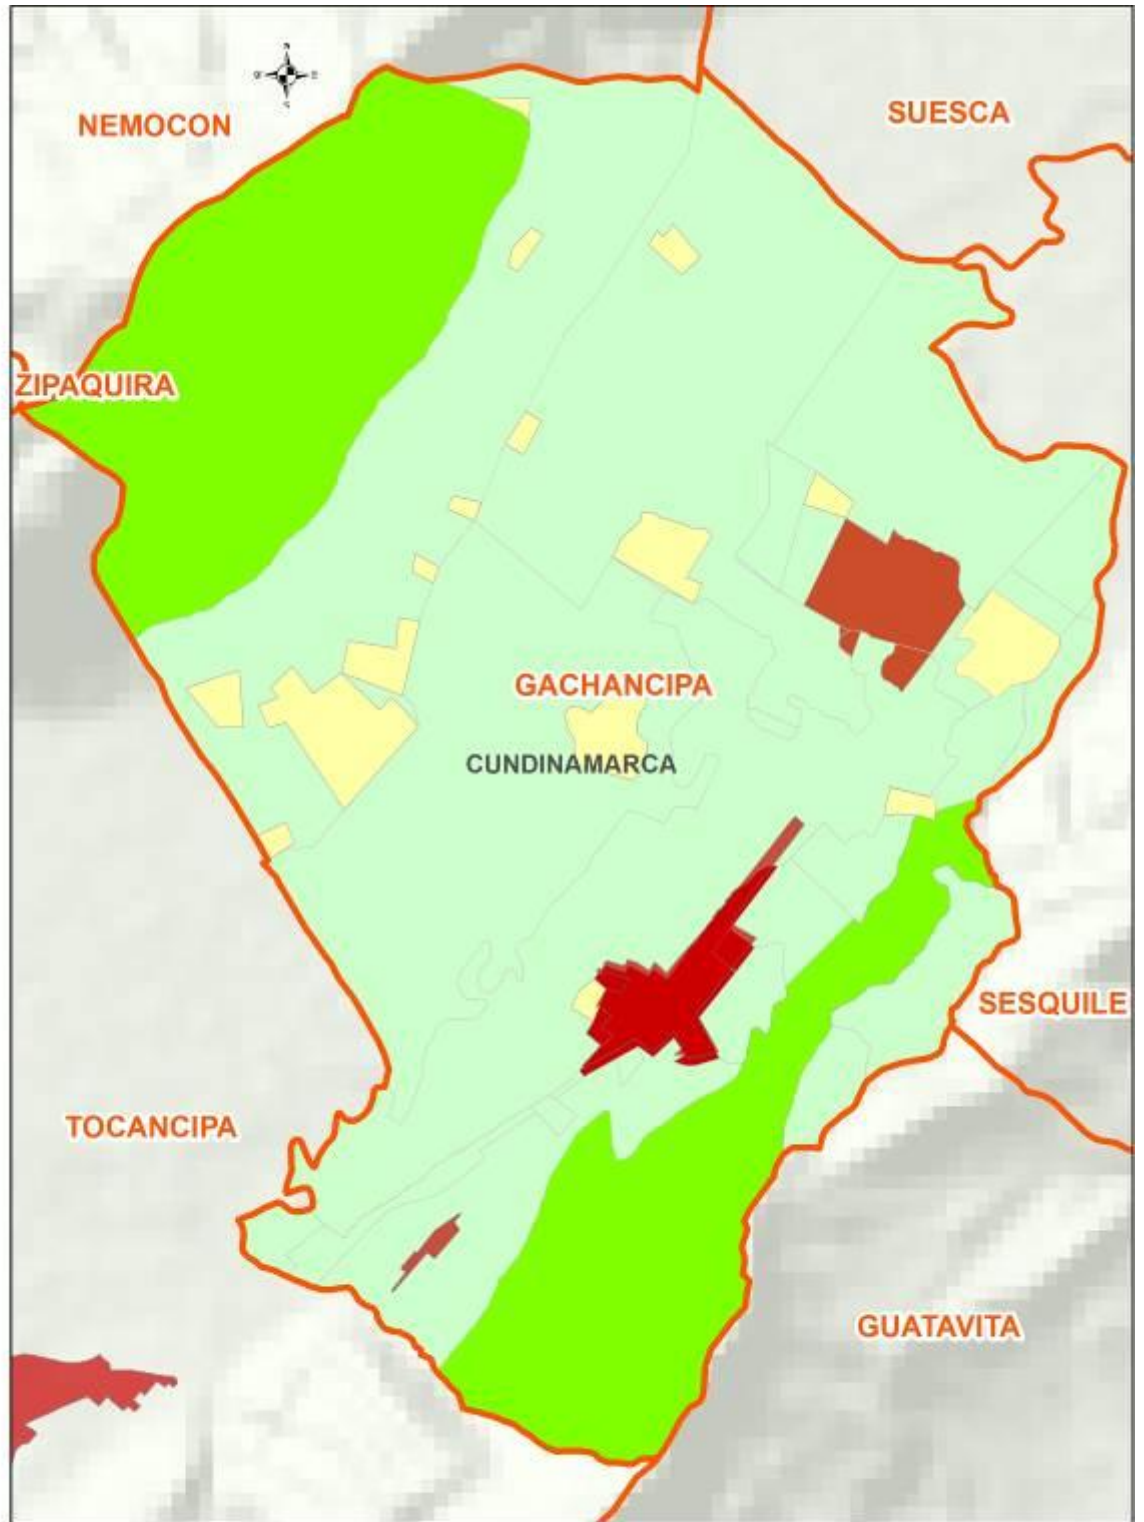 N
W E
S
NEMOCON
SUESCA
ZIPAQUIRA
GACHANCIPA
CUNDINAMARCA
SESQUILE
TOCANCIPA
GUATAVITA